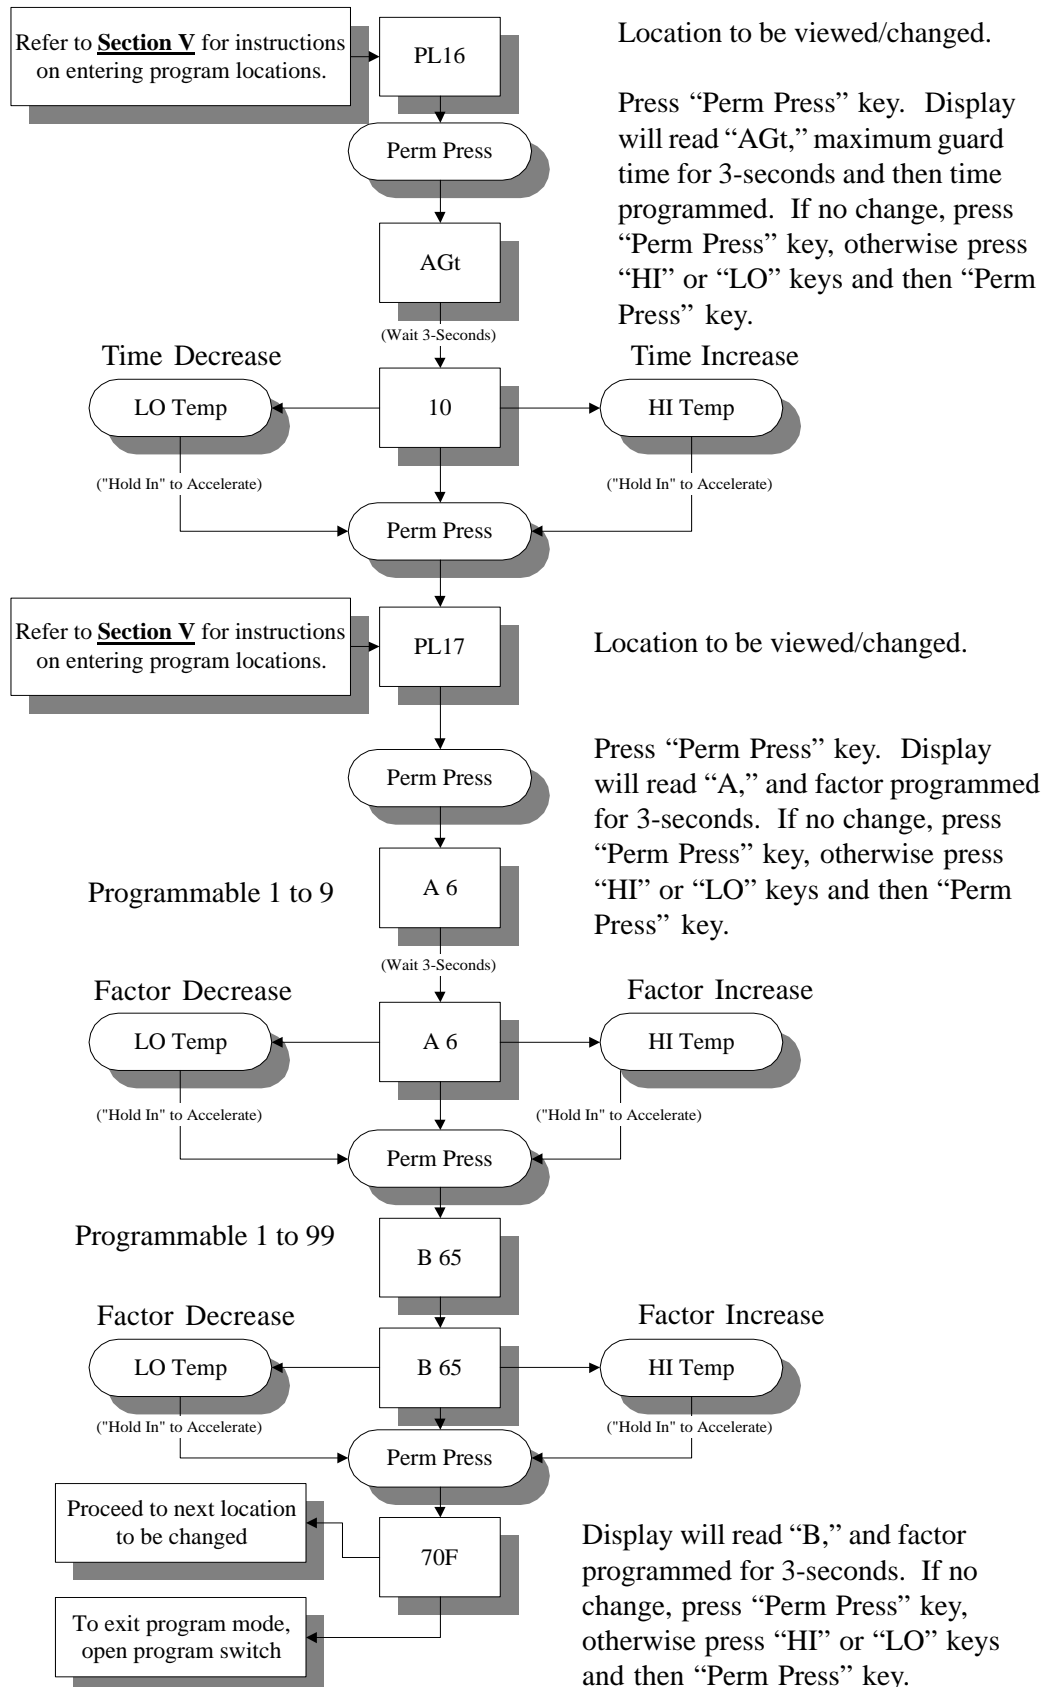 Refer to Section V for instructions
on entering program locations.
PL16
Location to be viewed/changed.
Perm Press
Press “Perm Press” key. Display
will read “AGt,” maximum guard
time for 3-seconds and then time
programmed. If no change, press
“Perm Press” key, otherwise press
“HI” or “LO” keys and then “Perm
Press” key.
AGt
(Wait 3-Seconds)
Time Decrease
Time Increase
LO Temp
10
HI Temp
("Hold In" to Accelerate)
("Hold In" to Accelerate)
Perm Press
Refer to Section V for instructions
on entering program locations.
PL17
Location to be viewed/changed.
Perm Press
Press “Perm Press” key. Display
will read “A,” and factor programmed
for 3-seconds. If no change, press
“Perm Press” key, otherwise press
“HI” or “LO” keys and then “Perm
Press” key.
Programmable 1 to 9
A 6
(Wait 3-Seconds)
Factor Decrease
Factor Increase
LO Temp
A 6
HI Temp
("Hold In" to Accelerate)
("Hold In" to Accelerate)
Perm Press
Programmable 1 to 99
B 65
Factor Decrease
Factor Increase
LO Temp
B 65
HI Temp
("Hold In" to Accelerate)
("Hold In" to Accelerate)
Perm Press
Proceed to next location
to be changed
70F
To exit program mode,
open program switch
Display will read “B,” and factor
programmed for 3-seconds. If no
change, press “Perm Press” key,
otherwise press “HI” or “LO” keys
and then “Perm Press” key.